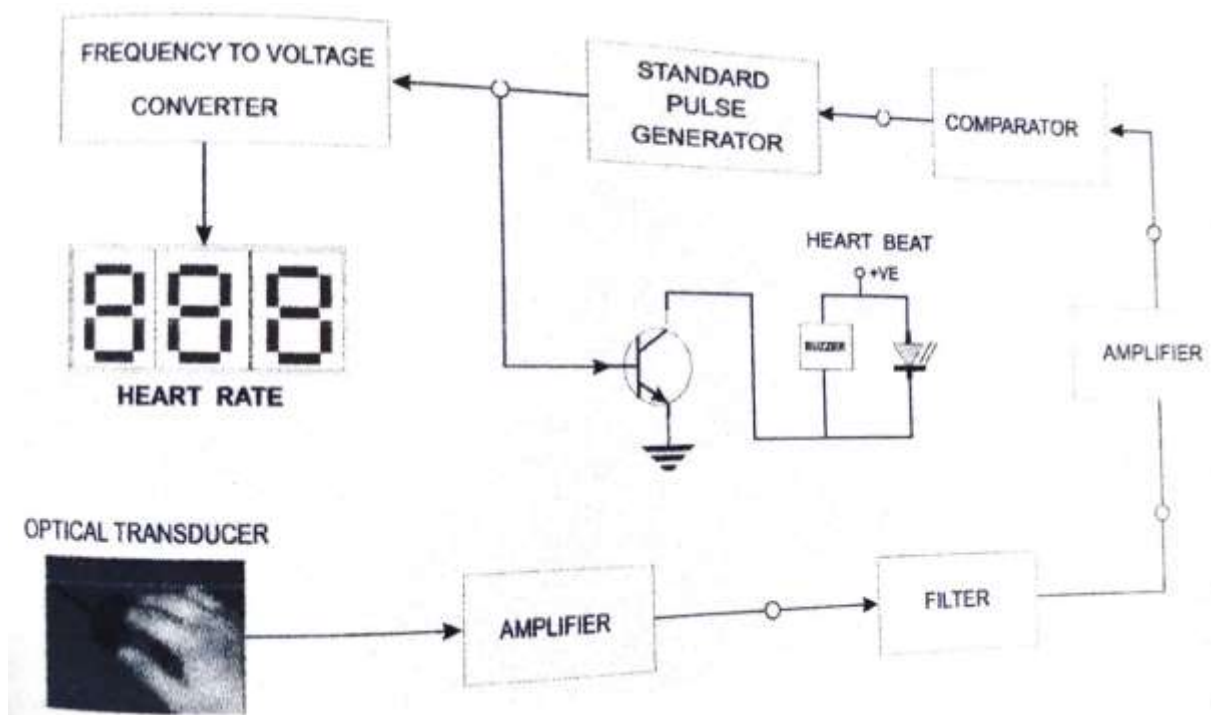 FREQUENCY TO VOLTAGE
CONVERTER
STANDARD
PULSE
GENERATOR
COMPARATOR
HEART BEAT
+VE
BUZZER
AMPLIFIER
888
HEART RATE
OPTICAL TRANSDUCER
AMPLIFIER
FILTER